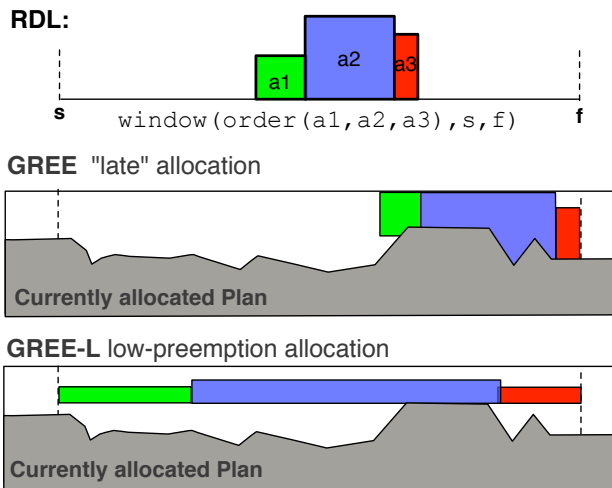 RDL:
a1
a2
a3
s
window(order(a1,a2,a3),s,f)
f
GREE "late" allocation
Currently allocated Plan
GREE-L low-preemption allocation
Currently allocated Plan